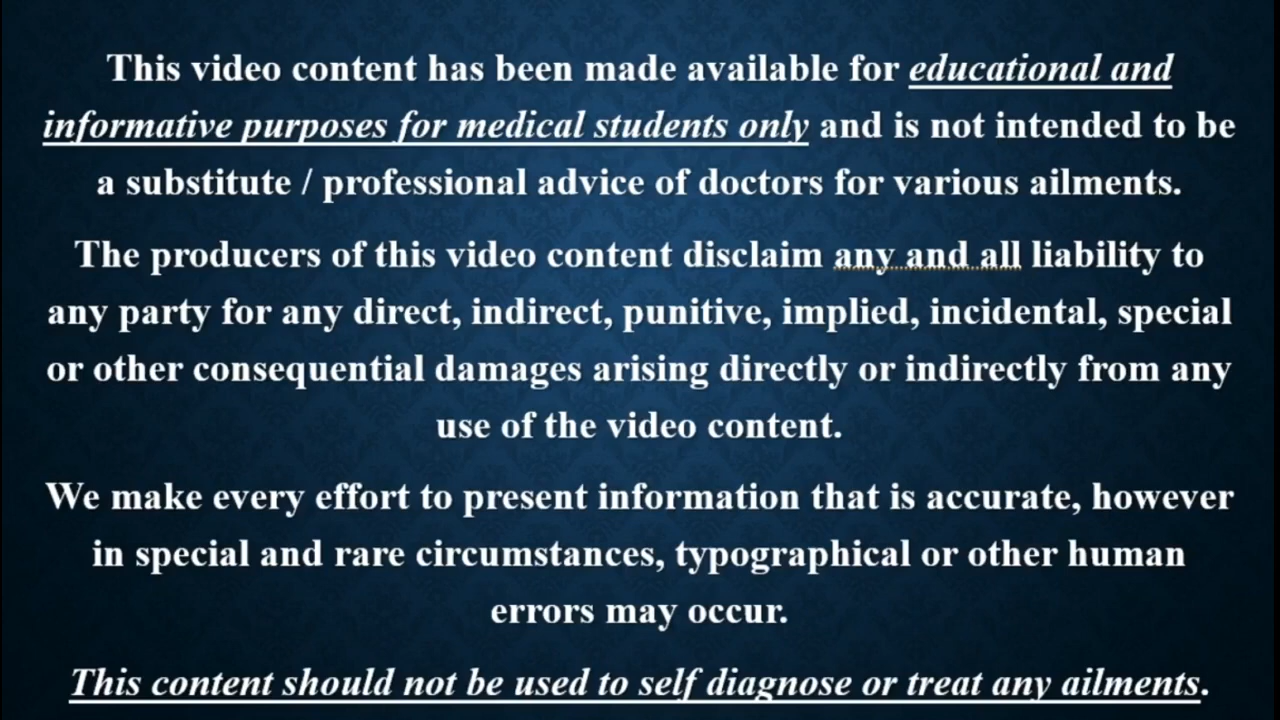 This video content has been made available for educational and
informative purposes for medical students only and is not intended to be
a substitute / professional advice of doctors for various ailments.
The producers of this video content disclaim any and all liability to
any party for any direct, indirect, punitive, implied, incidental, special
or other consequential damages arising directly or indirectly from any
use of the video content.
We make every effort to present information that is accurate, however
in special and rare circumstances, typographical or other human
errors may occur.
This content should not be used to self diagnose or treat any ailments.